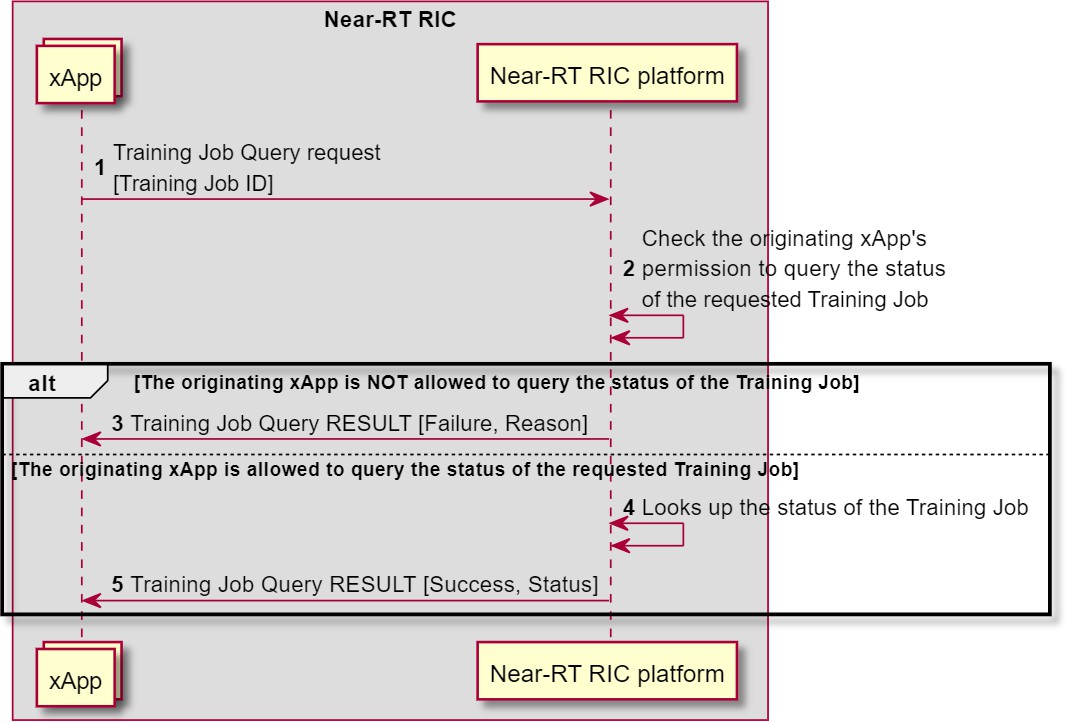 Near-RT RIC
xApp
Near-RT RIC platform
1 Training Job Query request
[Training Job ID]
Check the originating xApp's
2 permission to query the status
of the requested Training Job
alt [The originating xApp is NOT allowed to query the status of the Training Job]
3 Training Job Query RESULT [Failure, Reason]
[The originating xApp is allowed to query the status of the requested Training Job]
4 Looks up the status of the Training Job
5 Training Job Query RESULT [Success, Status]
xApp
Near-RT RIC platform